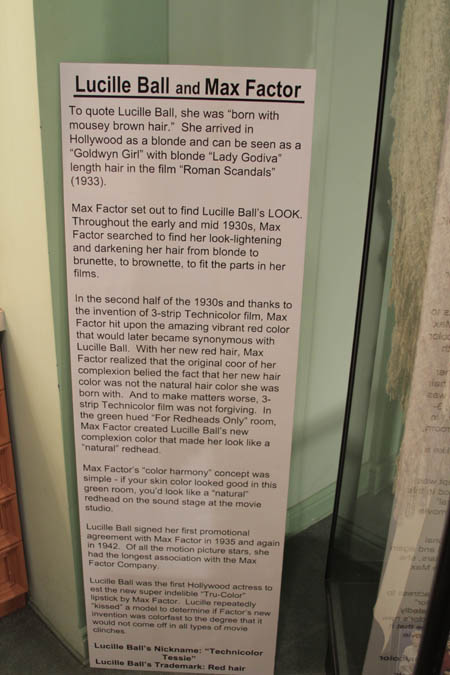 Lucille Ball and Max Factor
To quote Lucille Ball, she was "born with
mousey brown hair." She arrived in
Hollywood as a blonde and can be seen as a
"Goldwyn Girl" with blonde "Lady Godiva"
length hair in the film "Roman Scandals"
(1933).
Max Factor set out to find Lucille Ball's LOOK.
Throughout the early and mid 1930s, Max
Factor searched to find her look-lightening
and darkening her hair from blonde to
brunette, to brownette, to fit the parts in her
films.
In the second half of the 1930s and thanks to
the invention of 3-strip Technicolor film, Max
Factor hit upon the amazing vibrant red color
that would later became synonymous with
Lucille Ball. With her new red hair, Max
Factor realized that the original coor of her
complexion belied the fact that her new hair
color was not the natural hair color she was
born with. And to make matters worse, 3-
strip Technicolor film was not forgiving. In
the green hued "For Redheads Only" room,
Max Factor created Lucille Ball's new
complexion color that made her look like a
"natural" redhead.
Max Factor's "color harmony" concept was
simple - if your skin color looked good in this
green room, you'd look like a "natural"
redhead on the sound stage at the movie
studio.
Lucille Ball signed her first promotional
agreement with Max Factor in 1935 and again
in 1942. Of all the motion picture stars, she
had the longest association with the Max
Factor Company.
Lucille Ball was the first Hollywood actress to
est the new super indelible "Tru-Color"
lipstick by Max Factor. Lucille repeatedly
"kissed" a model to determine if Factor's new
invention was colorfast to the degree that it
would not come off in all types of movie
clinches.
Lucille Ball's Nickname: "Technicolor
Tessie"
Lucille Ball's Trademark: Red hair